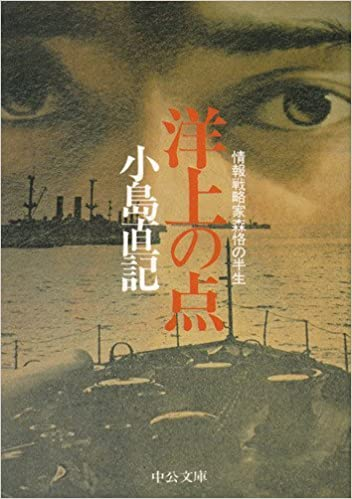 洋上の点
情報戦略家森恪の半生
小島直記
中公文庫